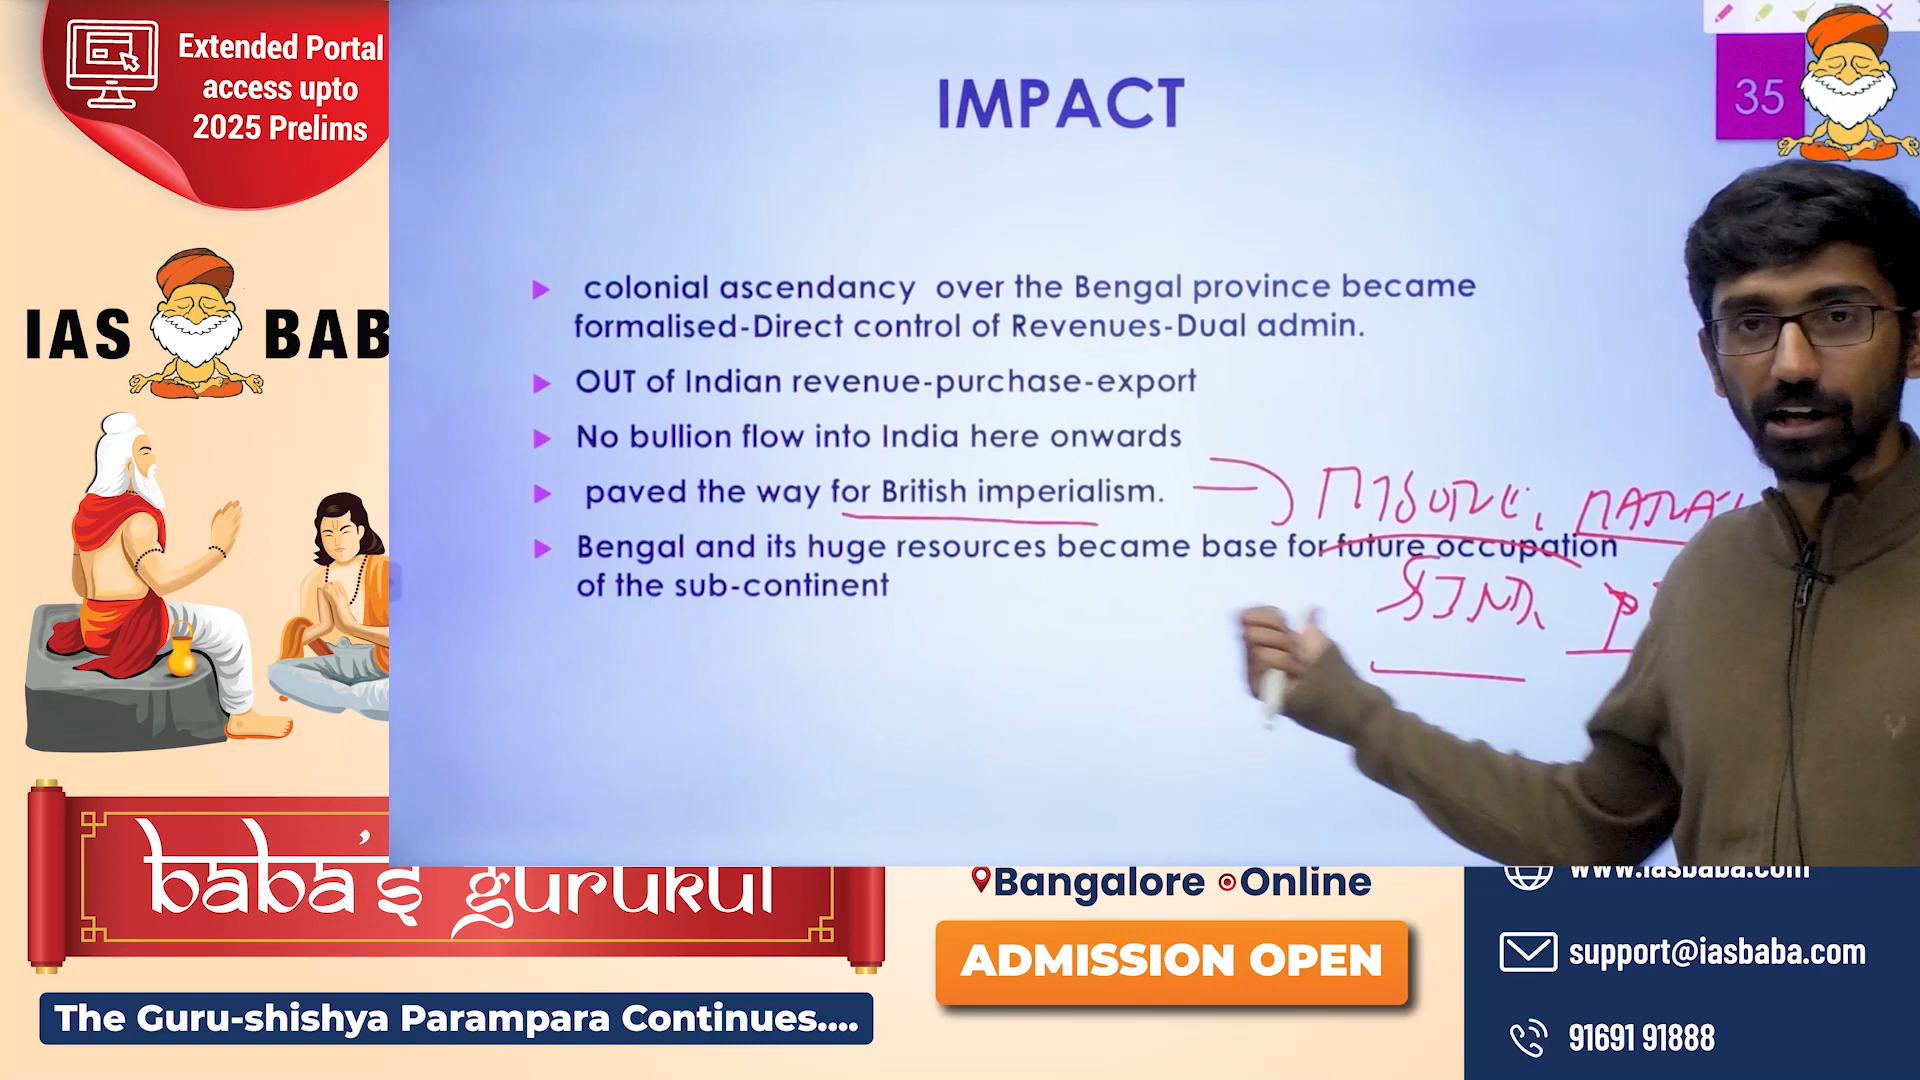 Extended Portal
access upto
2025 Prelims
IAS BAB
IMPACT
35
colonial ascendancy over the Bengal province became
formalised-Direct control of Revenues-Dual admin.
OUT of Indian revenue-purchase-export
No bullion flow into India here onwards
paved the way for British imperialism.
Bengal and its huge resources became base for future occupation
of the sub-continent
baba's gurukul
The Guru-shishya Parampara Continues....
Bangalore Online
ADMISSION OPEN
www.iasbaba.com
support@iasbaba.com
91691 91888